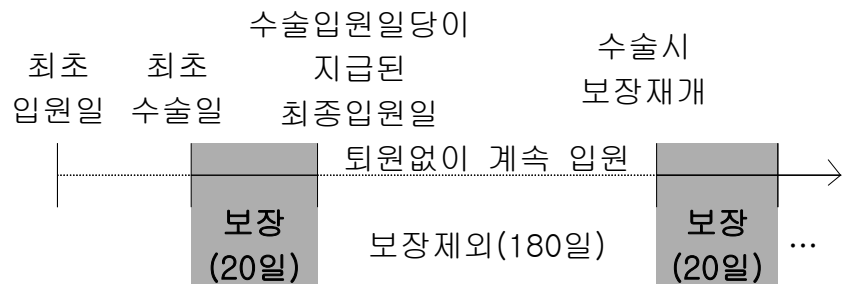 최초
입원일
최초
수술일
수술입원일당이
지급된
최종입원일
수술시
보장재개
퇴원없이 계속 입원
보장
(20일)
보장제외(180일)
보장
(20일)
…